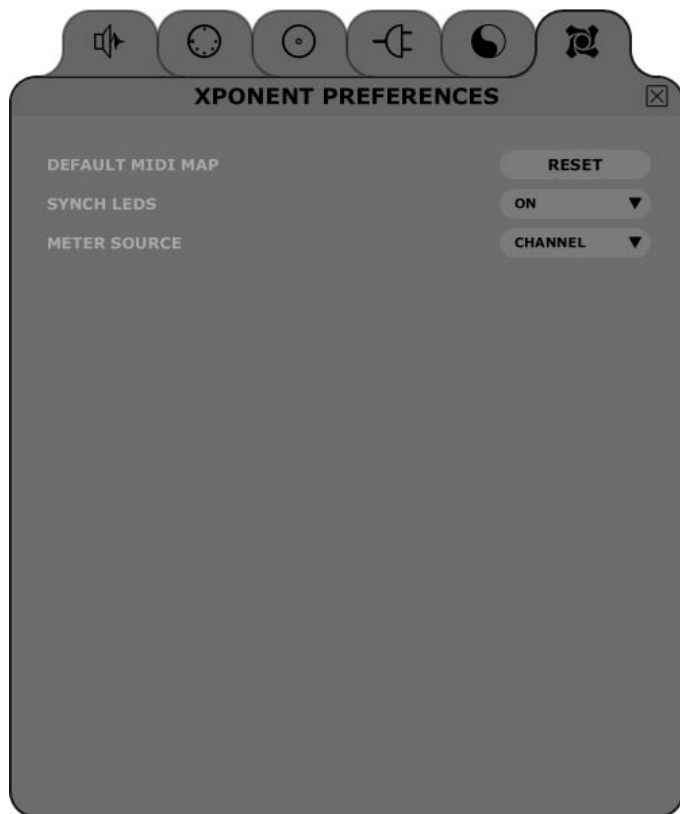 XPONENT PREFERENCES
DEFAULT MIDI MAP RESET
SYNCH LEDS ON
METER SOURCE CHANNEL